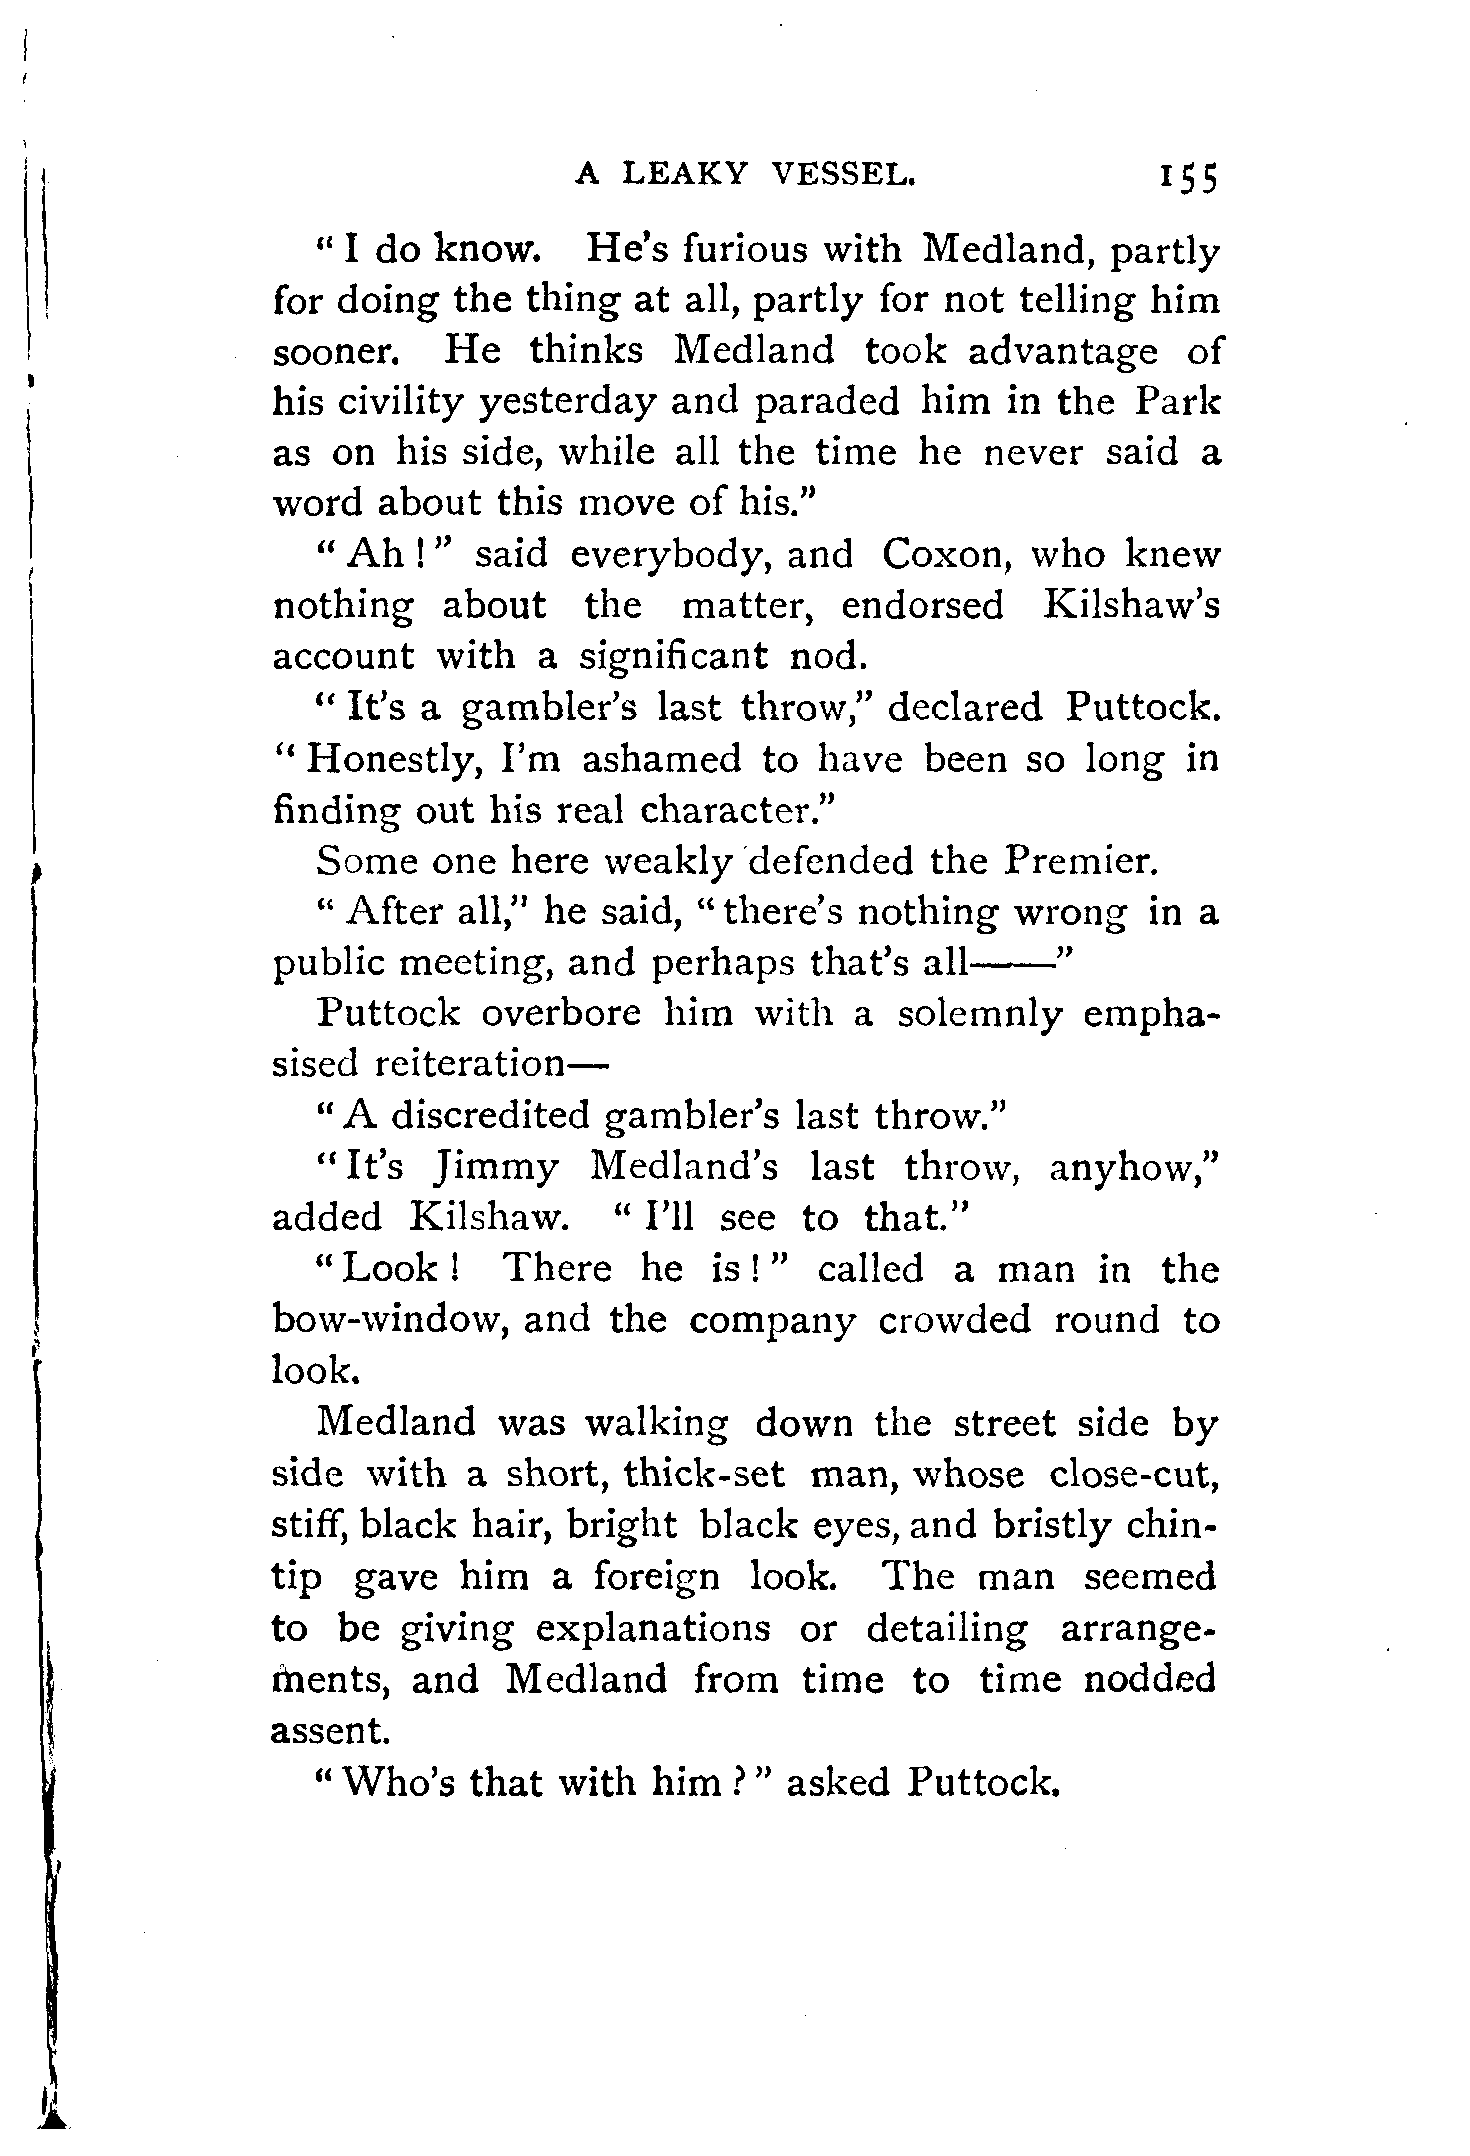 A LEAKY VESSEL. 155
“ I do know. He’s furious with Medland, partly
for doing the thing at all, partly for not telling him
sooner. He thinks Medland took advantage of
his civility yesterday and paraded him in the Park
as on his side, while all the time he never said a
word about this move of his.”
“ Ah ! ” said everybody, and Coxon, who knew
nothing about the matter, endorsed Kilshaw’s
account with a significant nod.
“ It’s a gambler’s last throw,” declared Puttock.
“ Honestly, I’m ashamed to have been so long in
finding out his real character.”
Some one here weakly defended the Premier.
“ After all,” he said, “ there’s nothing wrong in a
public meeting, and perhaps that’s all——”
Puttock overbore him with a solemnly empha-
sised reiteration—
“ A discredited gambler’s last throw.”
“ It’s Jimmy Medland’s last throw, anyhow,”
added Kilshaw. “ I’ll see to that.”
“ Look ! There he is ! ” called a man in the
bow-window, and the company crowded round to
look.
Medland was walking down the street side by
side with a short, thick-set man, whose close-cut,
stiff, black hair, bright black eyes, and bristly chin-
tip gave him a foreign look. The man seemed
to be giving explanations or detailing arrange-
ments, and Medland from time to time nodded
assent.
“ Who’s that with him ? ” asked Puttock.